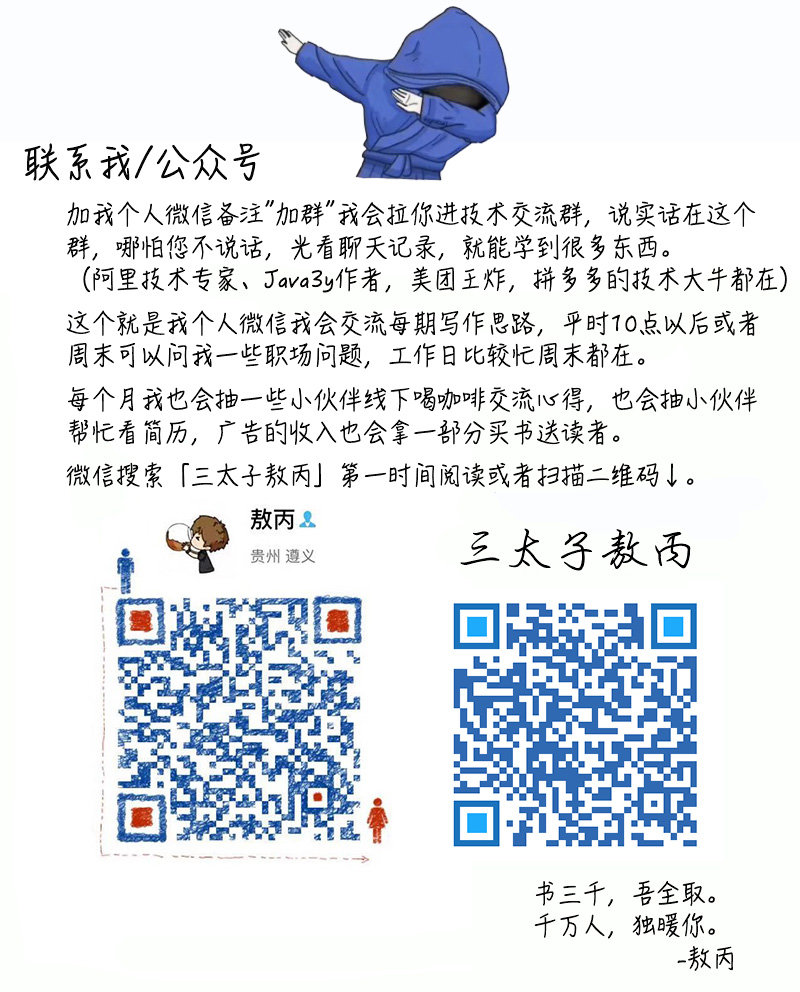 联系我/公众号
加我个人微信备注"加群"我会拉你进技术交流群，说实话在这个
群，哪怕您不说话，光看聊天记录，就能学到很多东西。
（阿里技术专家、Java3y作者，美团王炸，拼多多的技术大牛都在）
这个就是我个人微信我会交流每期写作思路，平时10点以后或者
周末可以问我一些职场问题，工作日比较忙周末都在。
每个月我也会抽一些小伙伴线下喝咖啡交流心得，也会抽小伙伴
帮忙看简历，广告的收入也会拿一部分买书送读者。
微信搜索「三太子敖丙」第一时间阅读或者扫描二维码↓。
敖丙
贵州 遵义
三太子敖丙
书三千，吾全取。
千万人，独暖你。
-敖丙